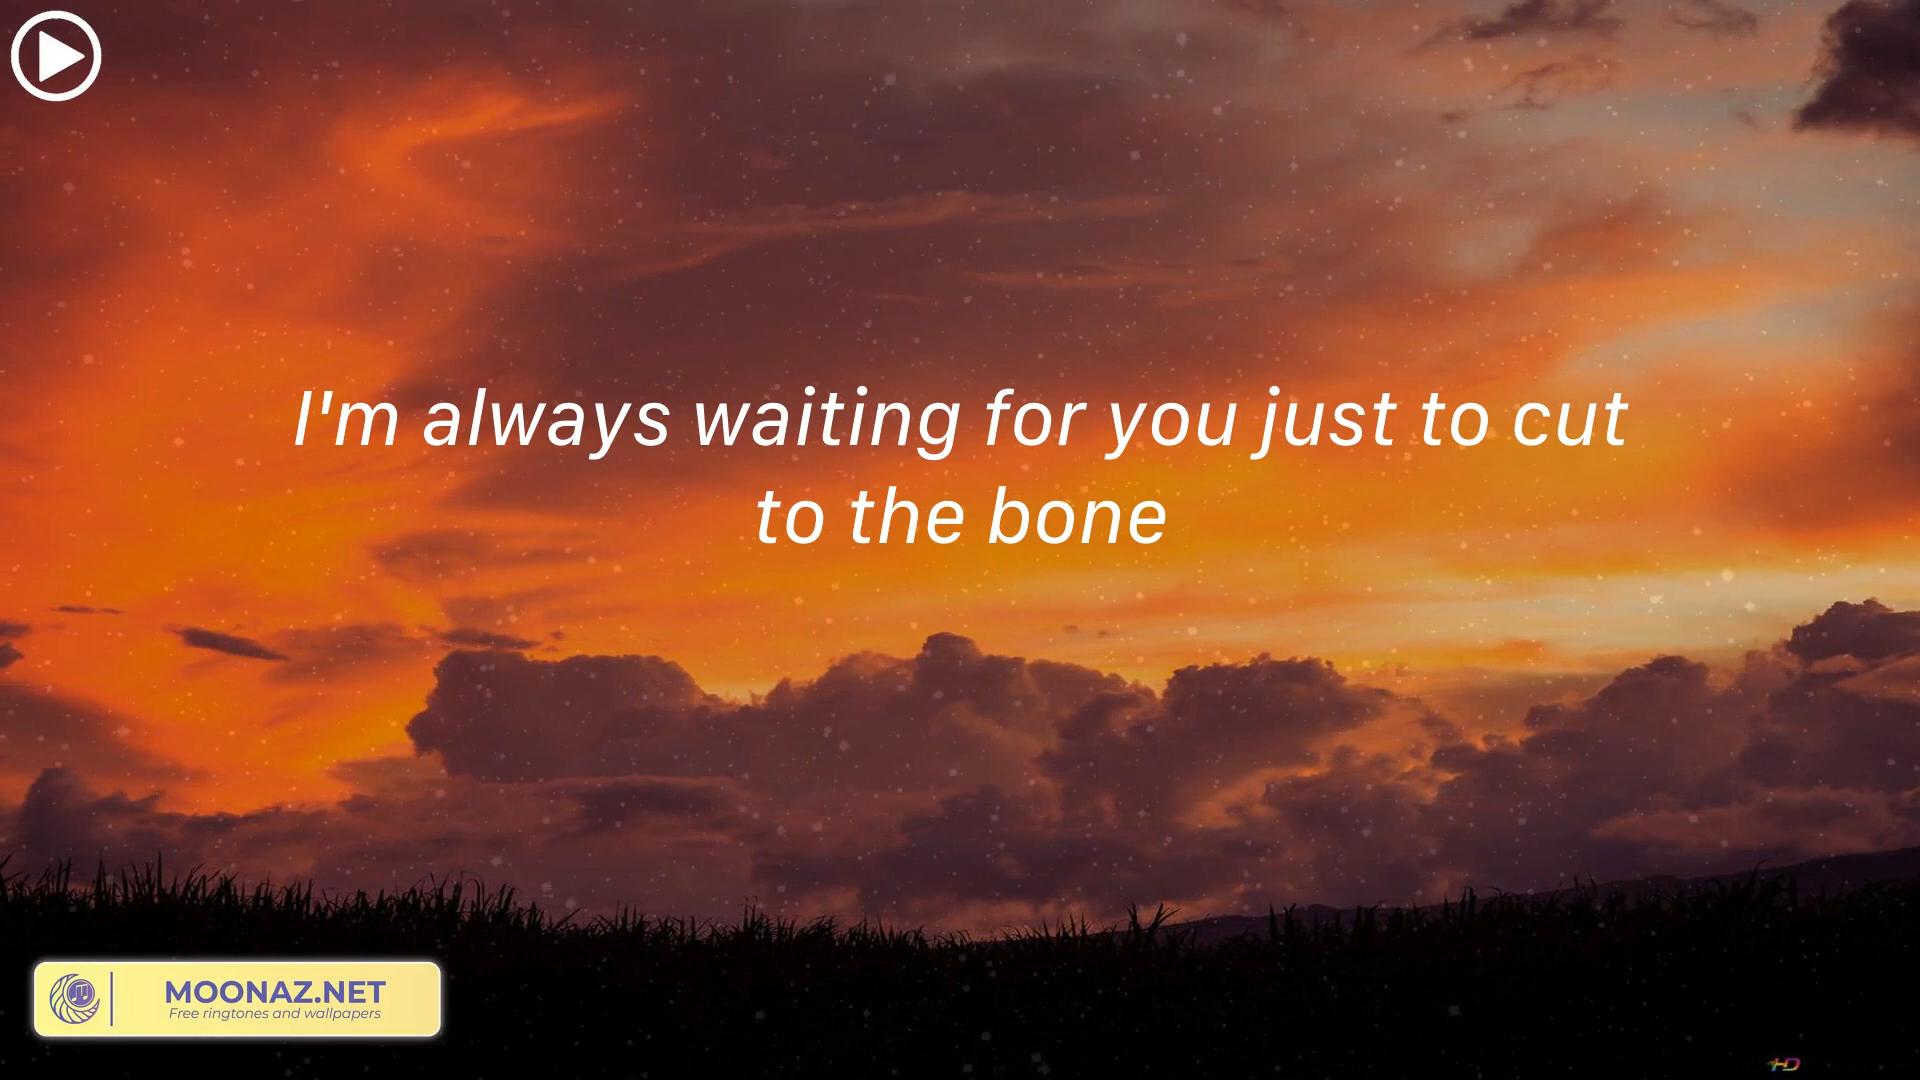 I'm always waiting for you just to cut
to the bone
MOONAZ.NET
Free ringtones and wallpapers
HD